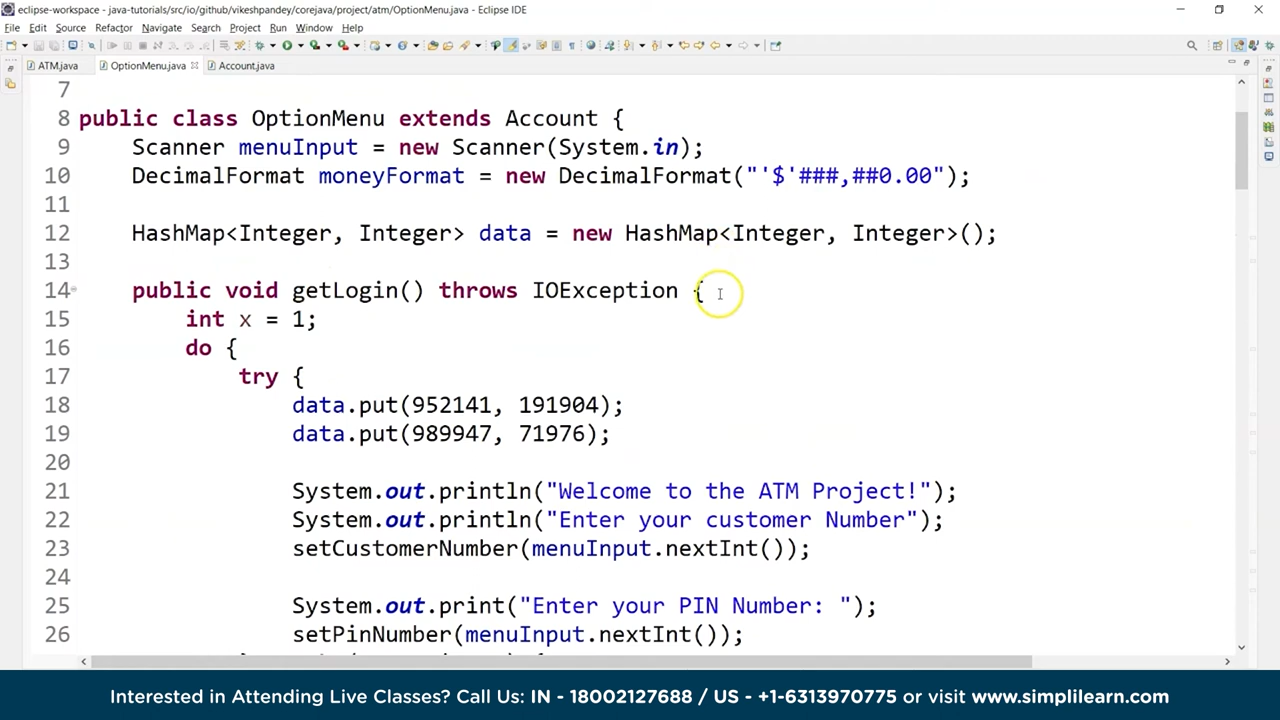 eclipse-workspace - java-tutorials/src/io/github/vikeshpandey/corejava/project/atm/OptionMenu.java - Eclipse IDE
File Edit Source Refactor Navigate Search Project Run Window Help
ATM.java OptionMenu.java Account.java
7
8 public class OptionMenu extends Account {
9 Scanner menuInput = new Scanner(System.in);
10 DecimalFormat moneyFormat = new DecimalFormat("'$'###,##0.00");
11
12 HashMap<Integer, Integer> data = new HashMap<Integer, Integer>();
13
14 public void getLogin() throws IOException {
15 int x = 1;
16 do {
17 try {
18 data.put(952141, 191904);
19 data.put(989947, 71976);
20
21 System.out.println("Welcome to the ATM Project!");
22 System.out.println("Enter your customer Number");
23 setCustomerNumber(menuInput.nextInt());
24
25 System.out.print("Enter your PIN Number: ");
26 setPinNumber(menuInput.nextInt());
Interested in Attending Live Classes? Call Us: IN - 18002127688 / US - +1-6313970775 or visit www.simplilearn.com